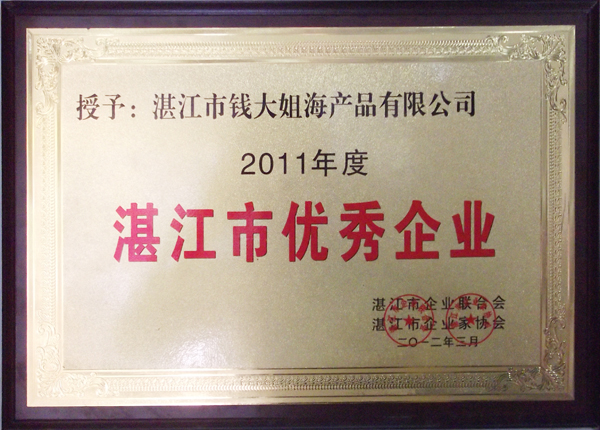 授予：湛江市钱大姐海产品有限公司
2011年度
湛江市优秀企业
湛江市企业联合会
湛江市企业家协会
二〇一二年三月